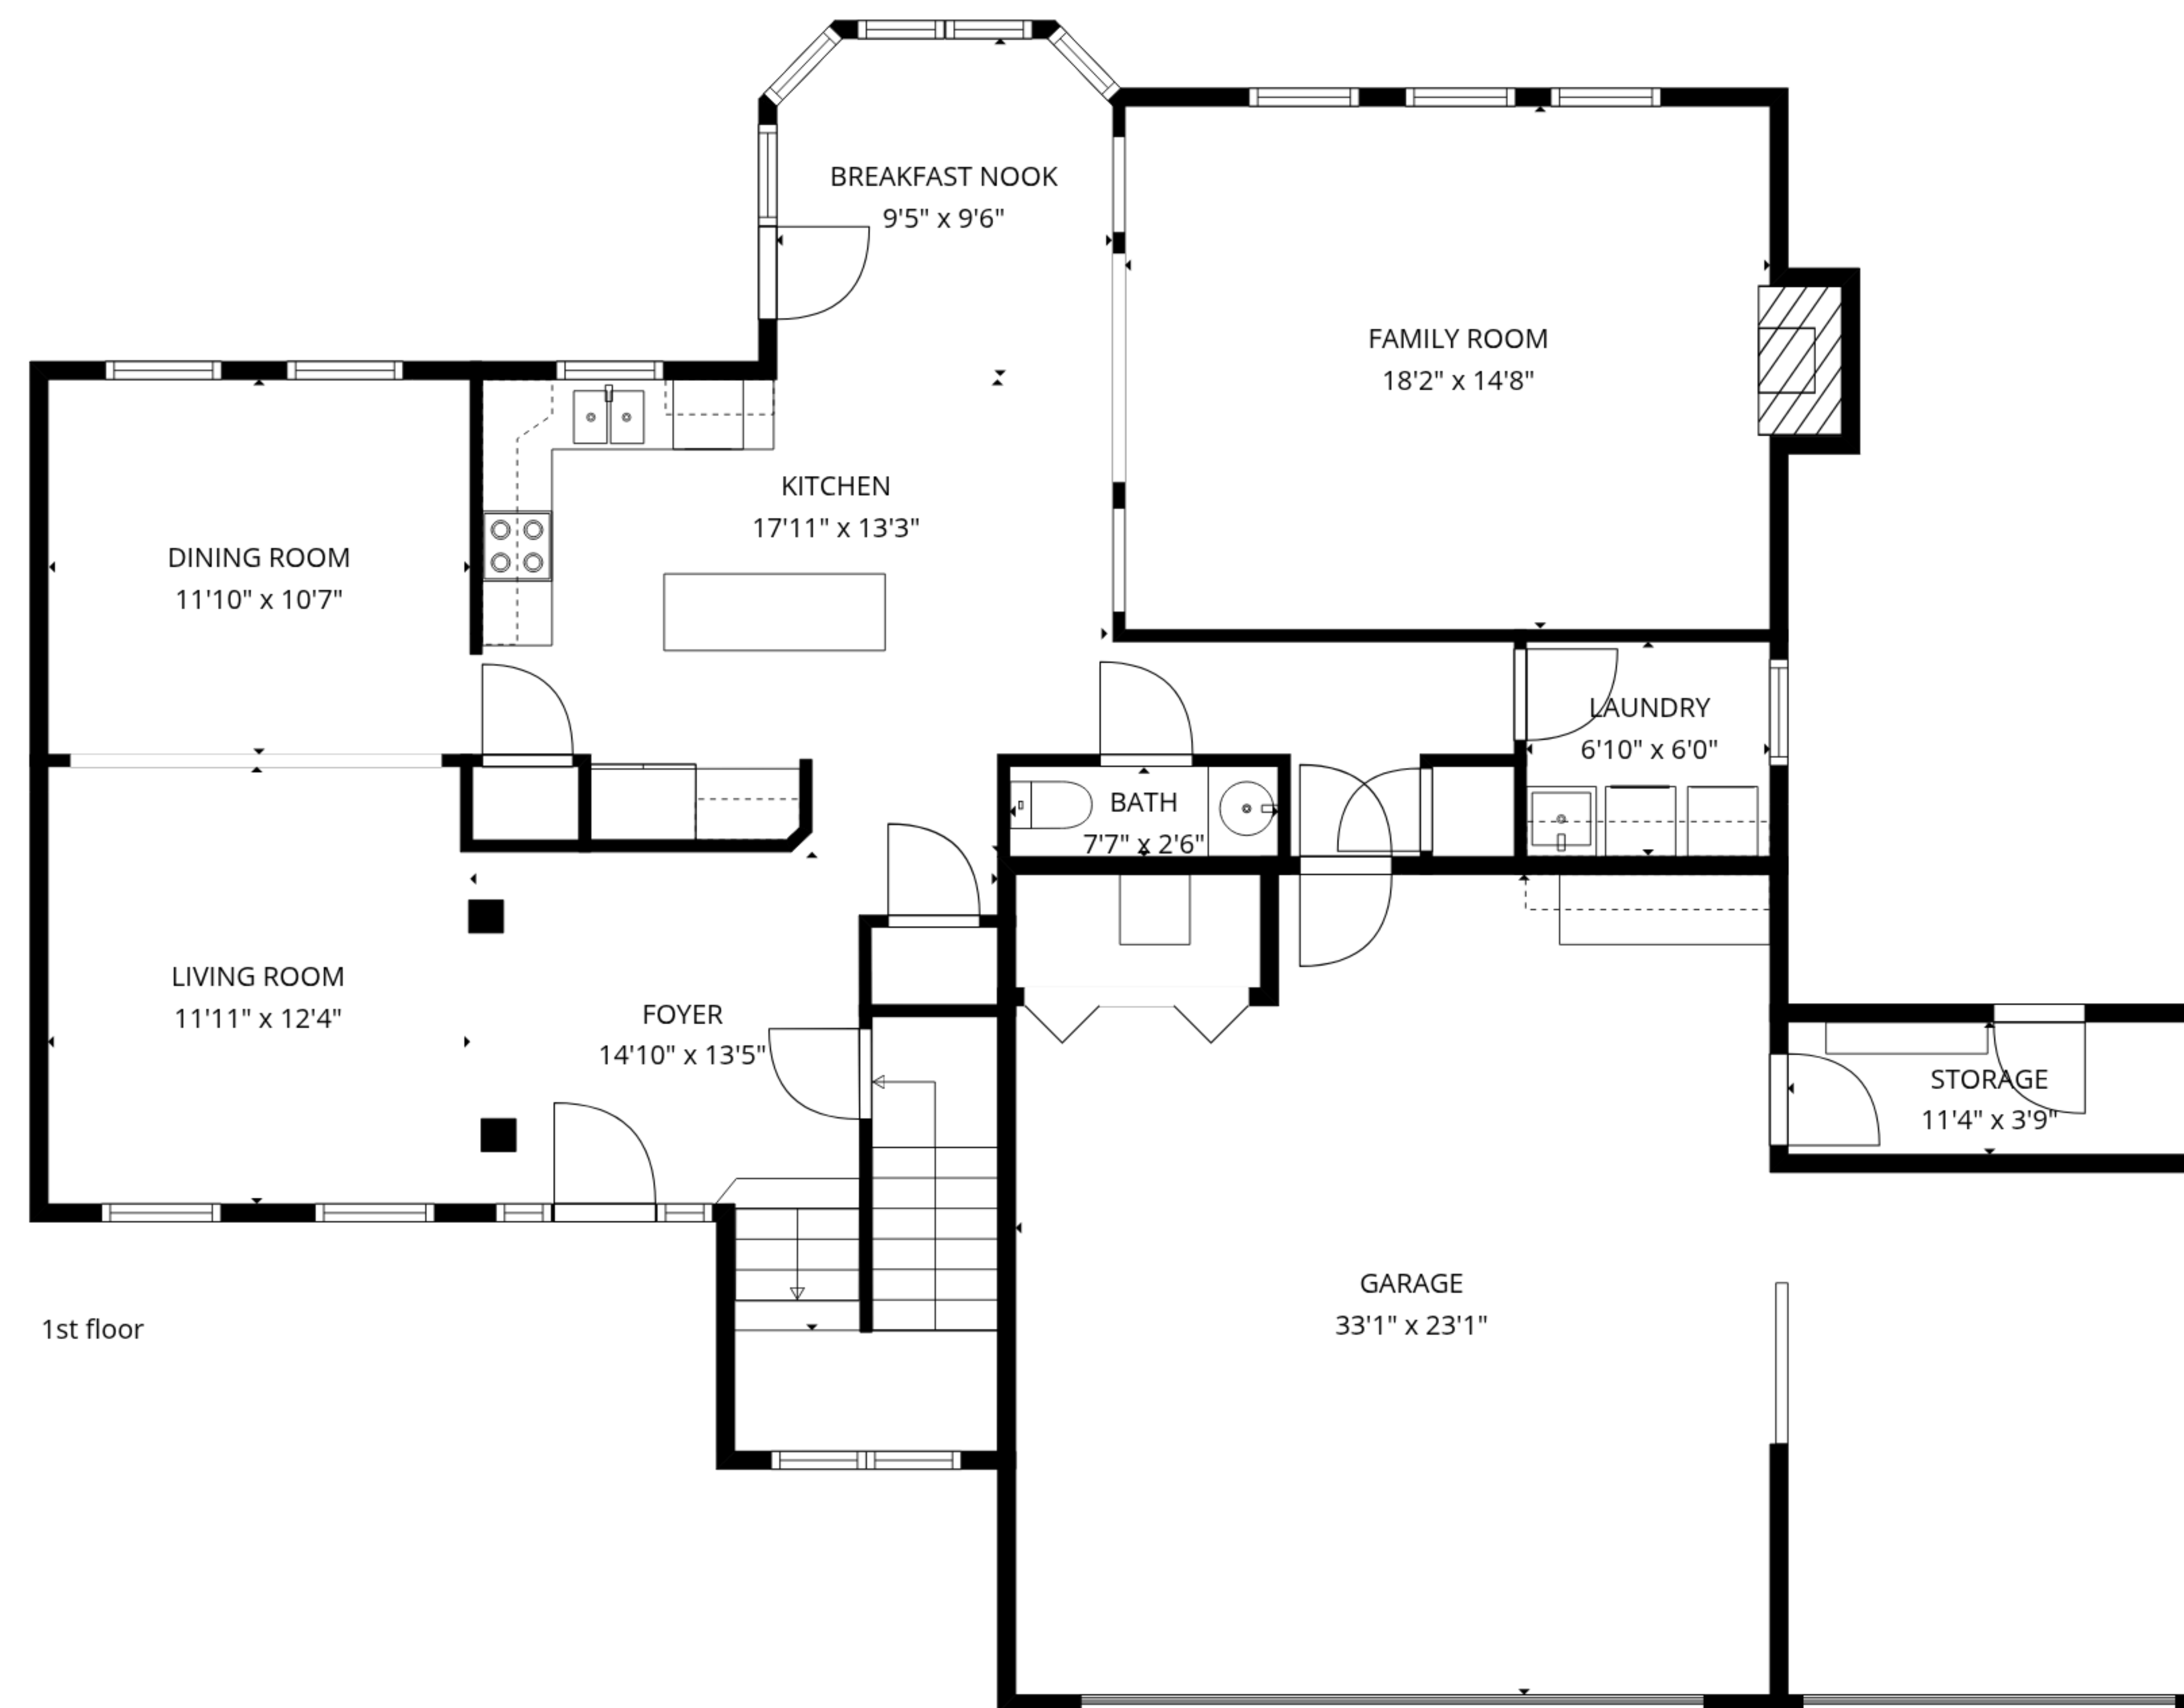 BREAKFAST NOOK
9'5" x 9'6"
FAMILY ROOM
18'2" x 14'8"
KITCHEN
17'11" x 13'3"
DINING ROOM
11'10" x 10'7"
LAUNDRY
6'10" x 6'0"
BATH
7'7" x 2'6"
LIVING ROOM
11'11" x 12'4"
FOYER
14'10" x 13'5"
STORAGE
11'4" x 3'9"
GARAGE
33'1" x 23'1"
1st floor